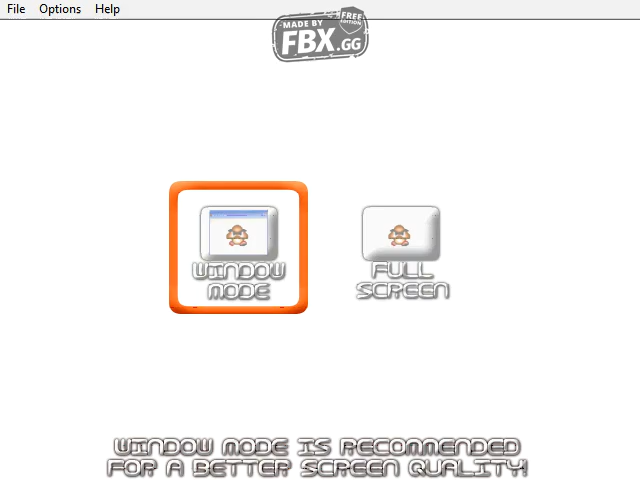 File Options Help
MADE BY FREE EDITION
FBX.GG
WINDOW MODE
FULL SCREEN
WINDOW MODE IS RECOMMENDED
FOR A BETTER SCREEN QUALITY!